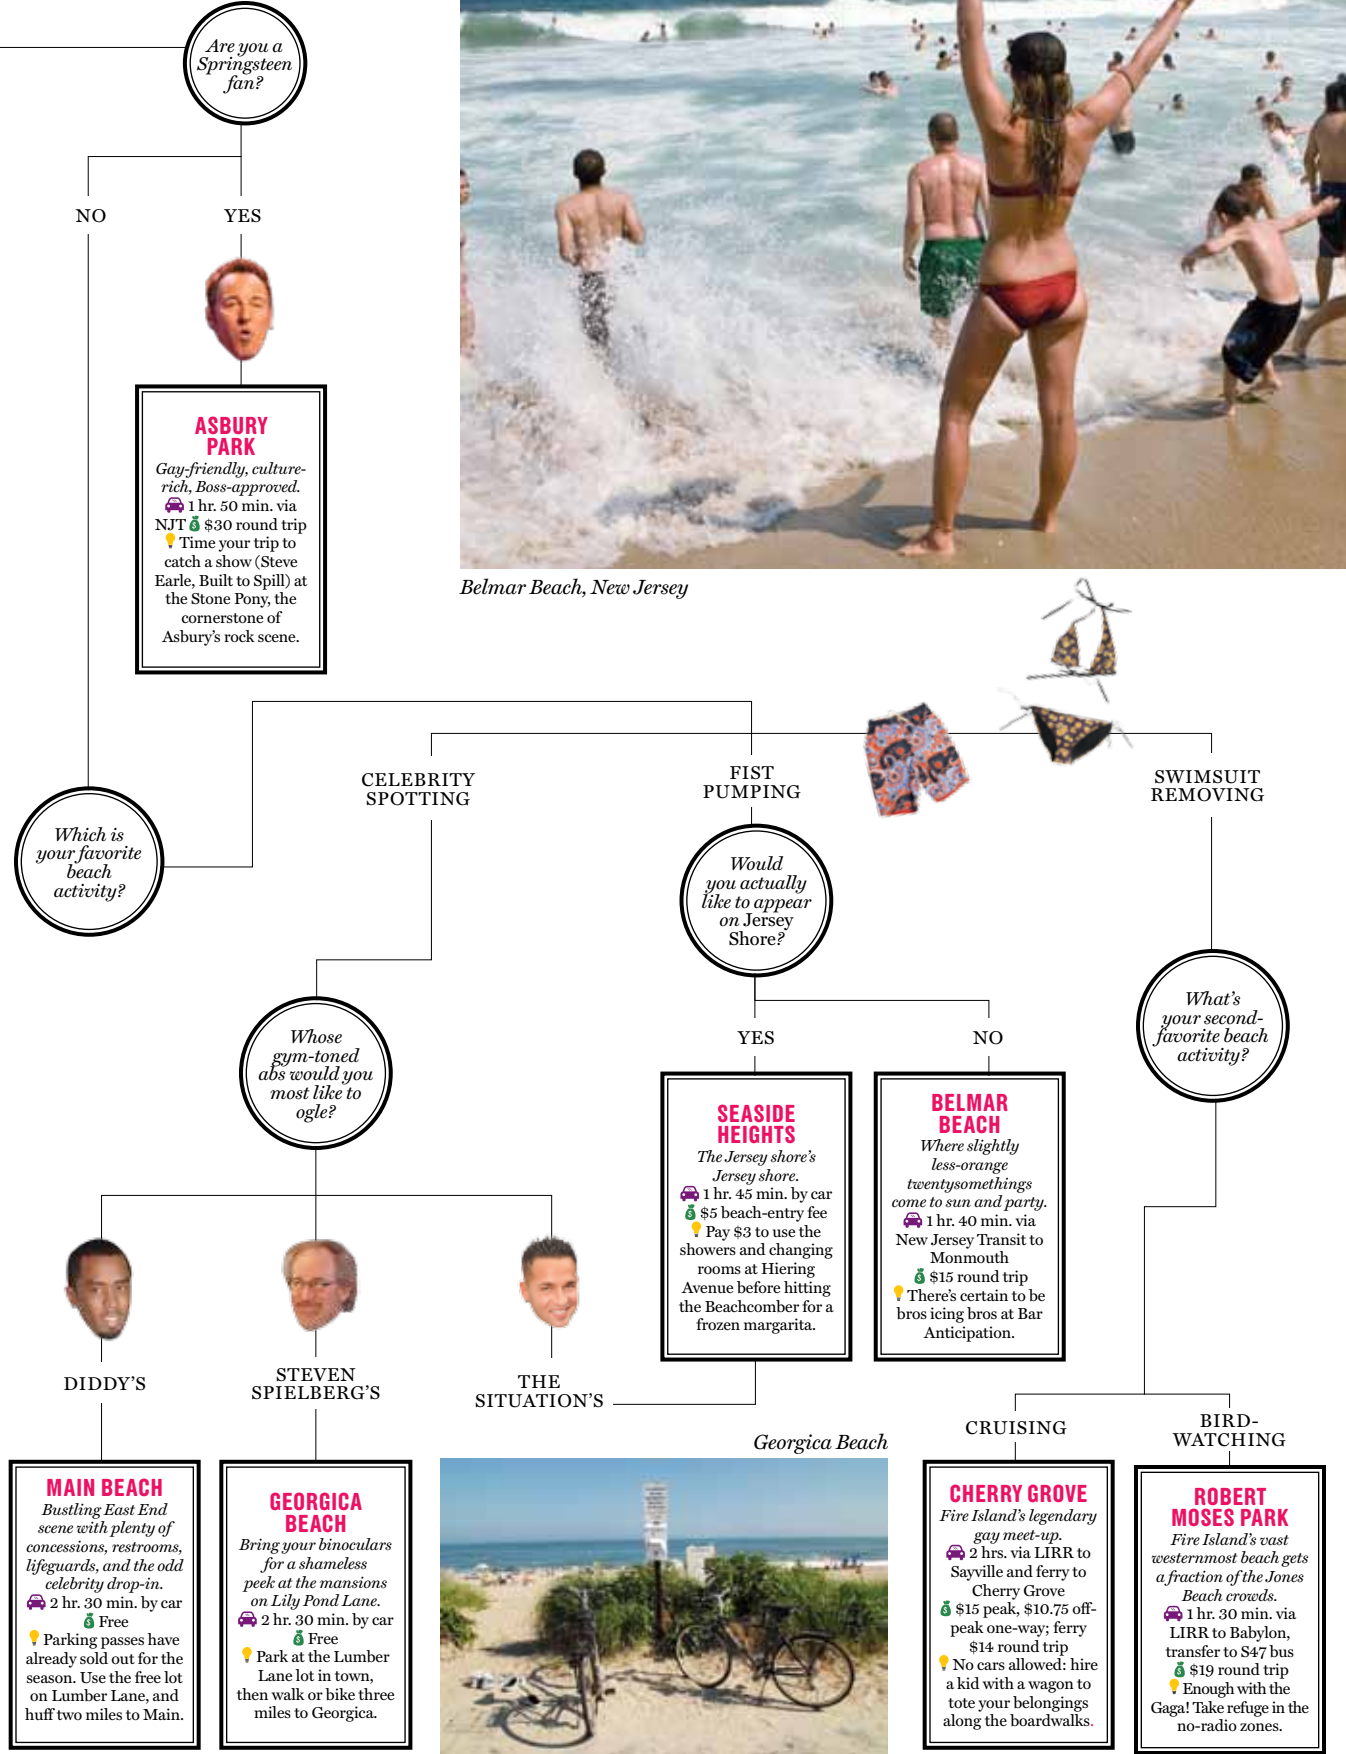 Are you a
Springsteen
fan?
NO
YES
ASBURY
PARK
Gay-friendly, culture-
rich, Boss-approved.
1 hr. 50 min. via
NJT $30 round trip
Time your trip to
catch a show (Steve
Earle, Built to Spill) at
the Stone Pony, the
cornerstone of
Asbury's rock scene.
Belmar Beach, New Jersey
Which is
your favorite
beach
activity?
CELEBRITY
SPOTTING
FIST
PUMPING
SWIMSUIT
REMOVING
Would
you actually
like to appear
on Jersey
Shore?
Whose
gym-toned
abs would you
most like to
ogle?
What's
your second-
favorite beach
activity?
YES
NO
SEASIDE
HEIGHTS
The Jersey shore's
Jersey shore.
1 hr. 45 min. by car
$5 beach-entry fee
Pay $3 to use the
showers and changing
rooms at Hiering
Avenue before hitting
the Beachcomber for a
frozen margarita.
BELMAR
BEACH
Where slightly
less-orange
twentysomethings
come to sun and party.
1 hr. 40 min. via
New Jersey Transit to
Monmouth
$15 round trip
There's certain to be
bros icing bros at Bar
Anticipation.
DIDDY'S
STEVEN
SPIELBERG'S
THE
SITUATION'S
MAIN BEACH
Bustling East End
scene with plenty of
concessions, restrooms,
lifeguards, and the odd
celebrity drop-in.
2 hr. 30 min. by car
Free
Parking passes have
already sold out for the
season. Use the free lot
on Lumber Lane, and
huff two miles to Main.
GEORGICA
BEACH
Bring your binoculars
for a shameless
peek at the mansions
on Lily Pond Lane.
2 hr. 30 min. by car
Free
Park at the Lumber
Lane lot in town,
then walk or bike three
miles to Georgica.
Georgica Beach
CRUISING
BIRD-
WATCHING
CHERRY GROVE
Fire Island's legendary
gay meet-up.
2 hrs. via LIRR to
Sayville and ferry to
Cherry Grove
$15 peak, $10.75 off-
peak one-way; ferry
$14 round trip
No cars allowed: hire
a kid with a wagon to
tote your belongings
along the boardwalks.
ROBERT
MOSES PARK
Fire Island's vast
westernmost beach gets
a fraction of the Jones
Beach crowds.
1 hr. 30 min. via
LIRR to Babylon,
transfer to S47 bus
$19 round trip
Enough with the
Gaga! Take refuge in the
no-radio zones.